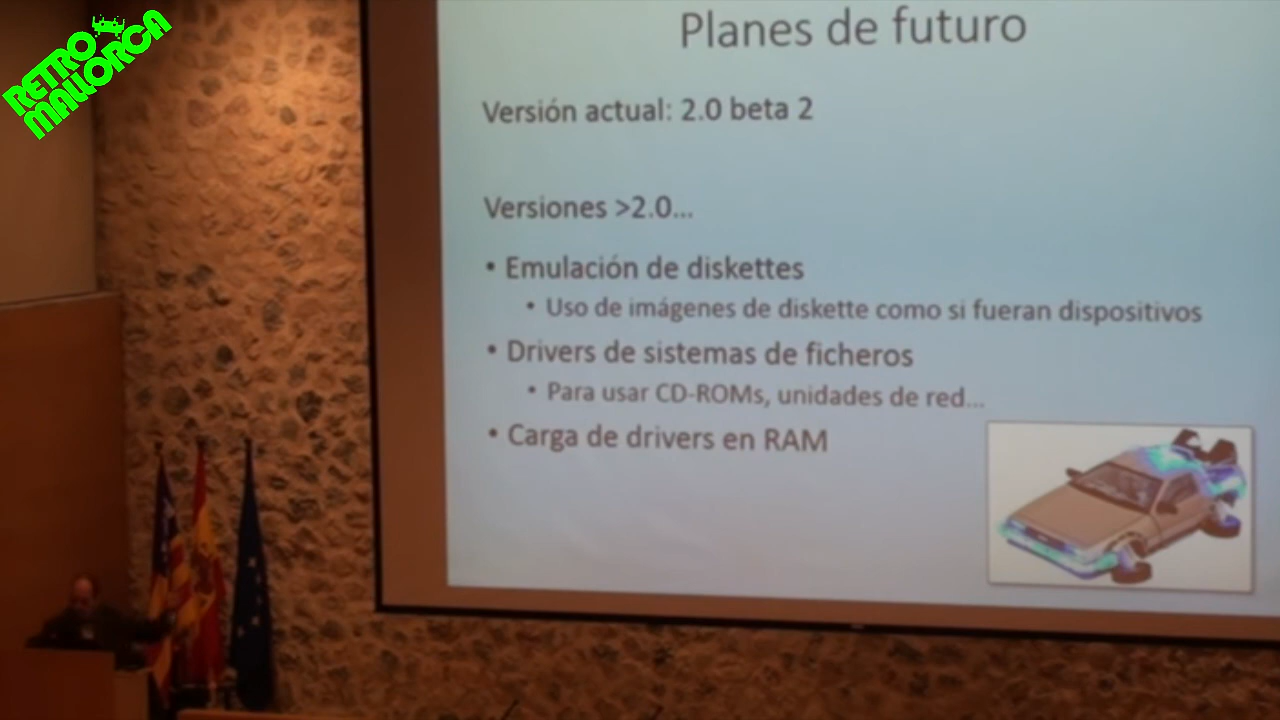 RETRO
MALLORCA
Planes de futuro
Versión actual: 2.0 beta 2
Versiones >2.0...
• Emulación de diskettes
• Uso de imágenes de diskette como si fueran dispositivos
• Drivers de sistemas de ficheros
• Para usar CD-ROMs, unidades de red...
• Carga de drivers en RAM